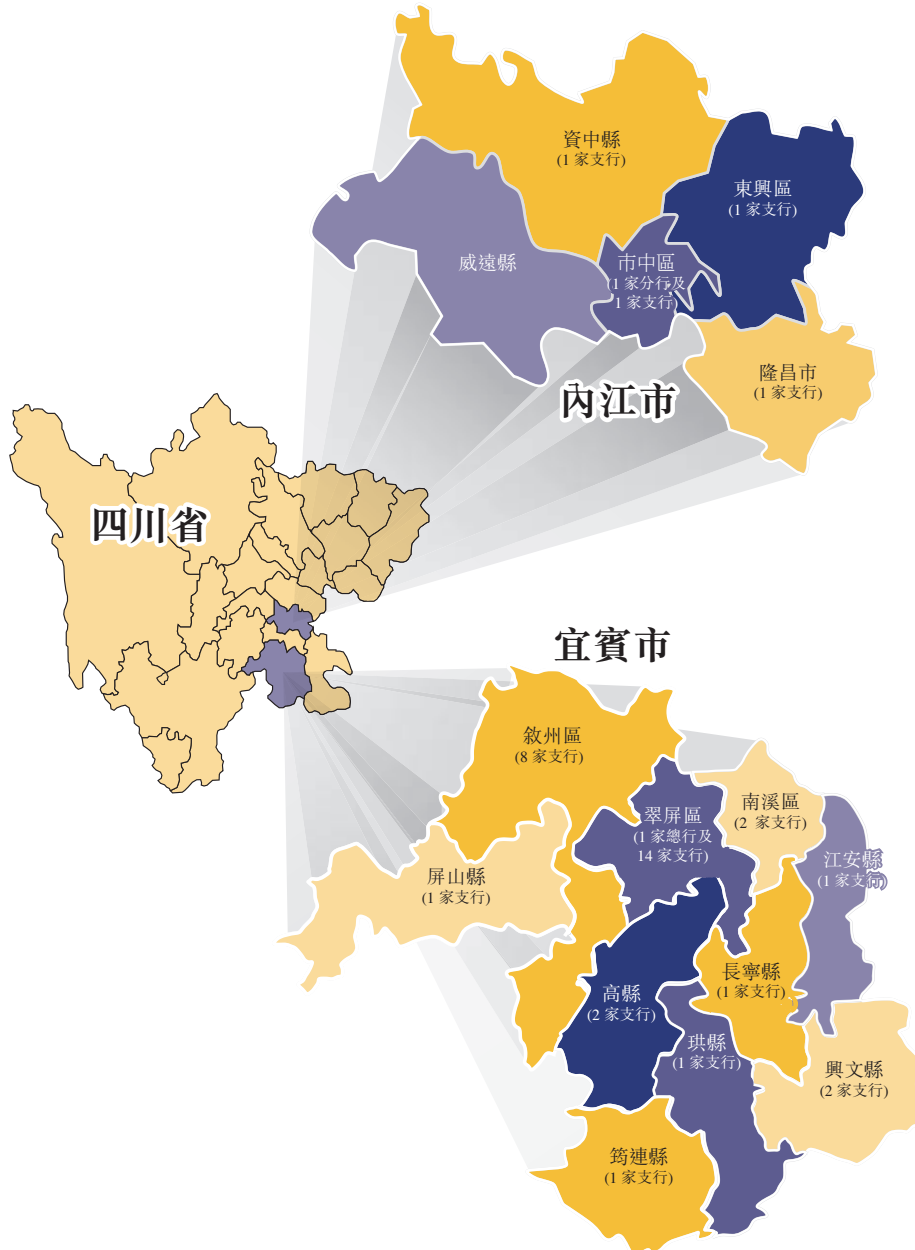 資中縣
(1 家支行)
東興區
(1 家支行)
威遠縣
市中區
(1 家分行及
1 家支行)
隆昌市
(1 家支行)
內江市
四川省
宜賓市
敘州區
(8 家支行)
南溪區
(2 家支行)
翠屏區
(1 家總行及
14 家支行)
江安縣
(1 家支行)
屏山縣
(1 家支行)
長寧縣
(1 家支行)
高縣
(2 家支行)
珙縣
(1 家支行)
興文縣
(2 家支行)
筠連縣
(1 家支行)